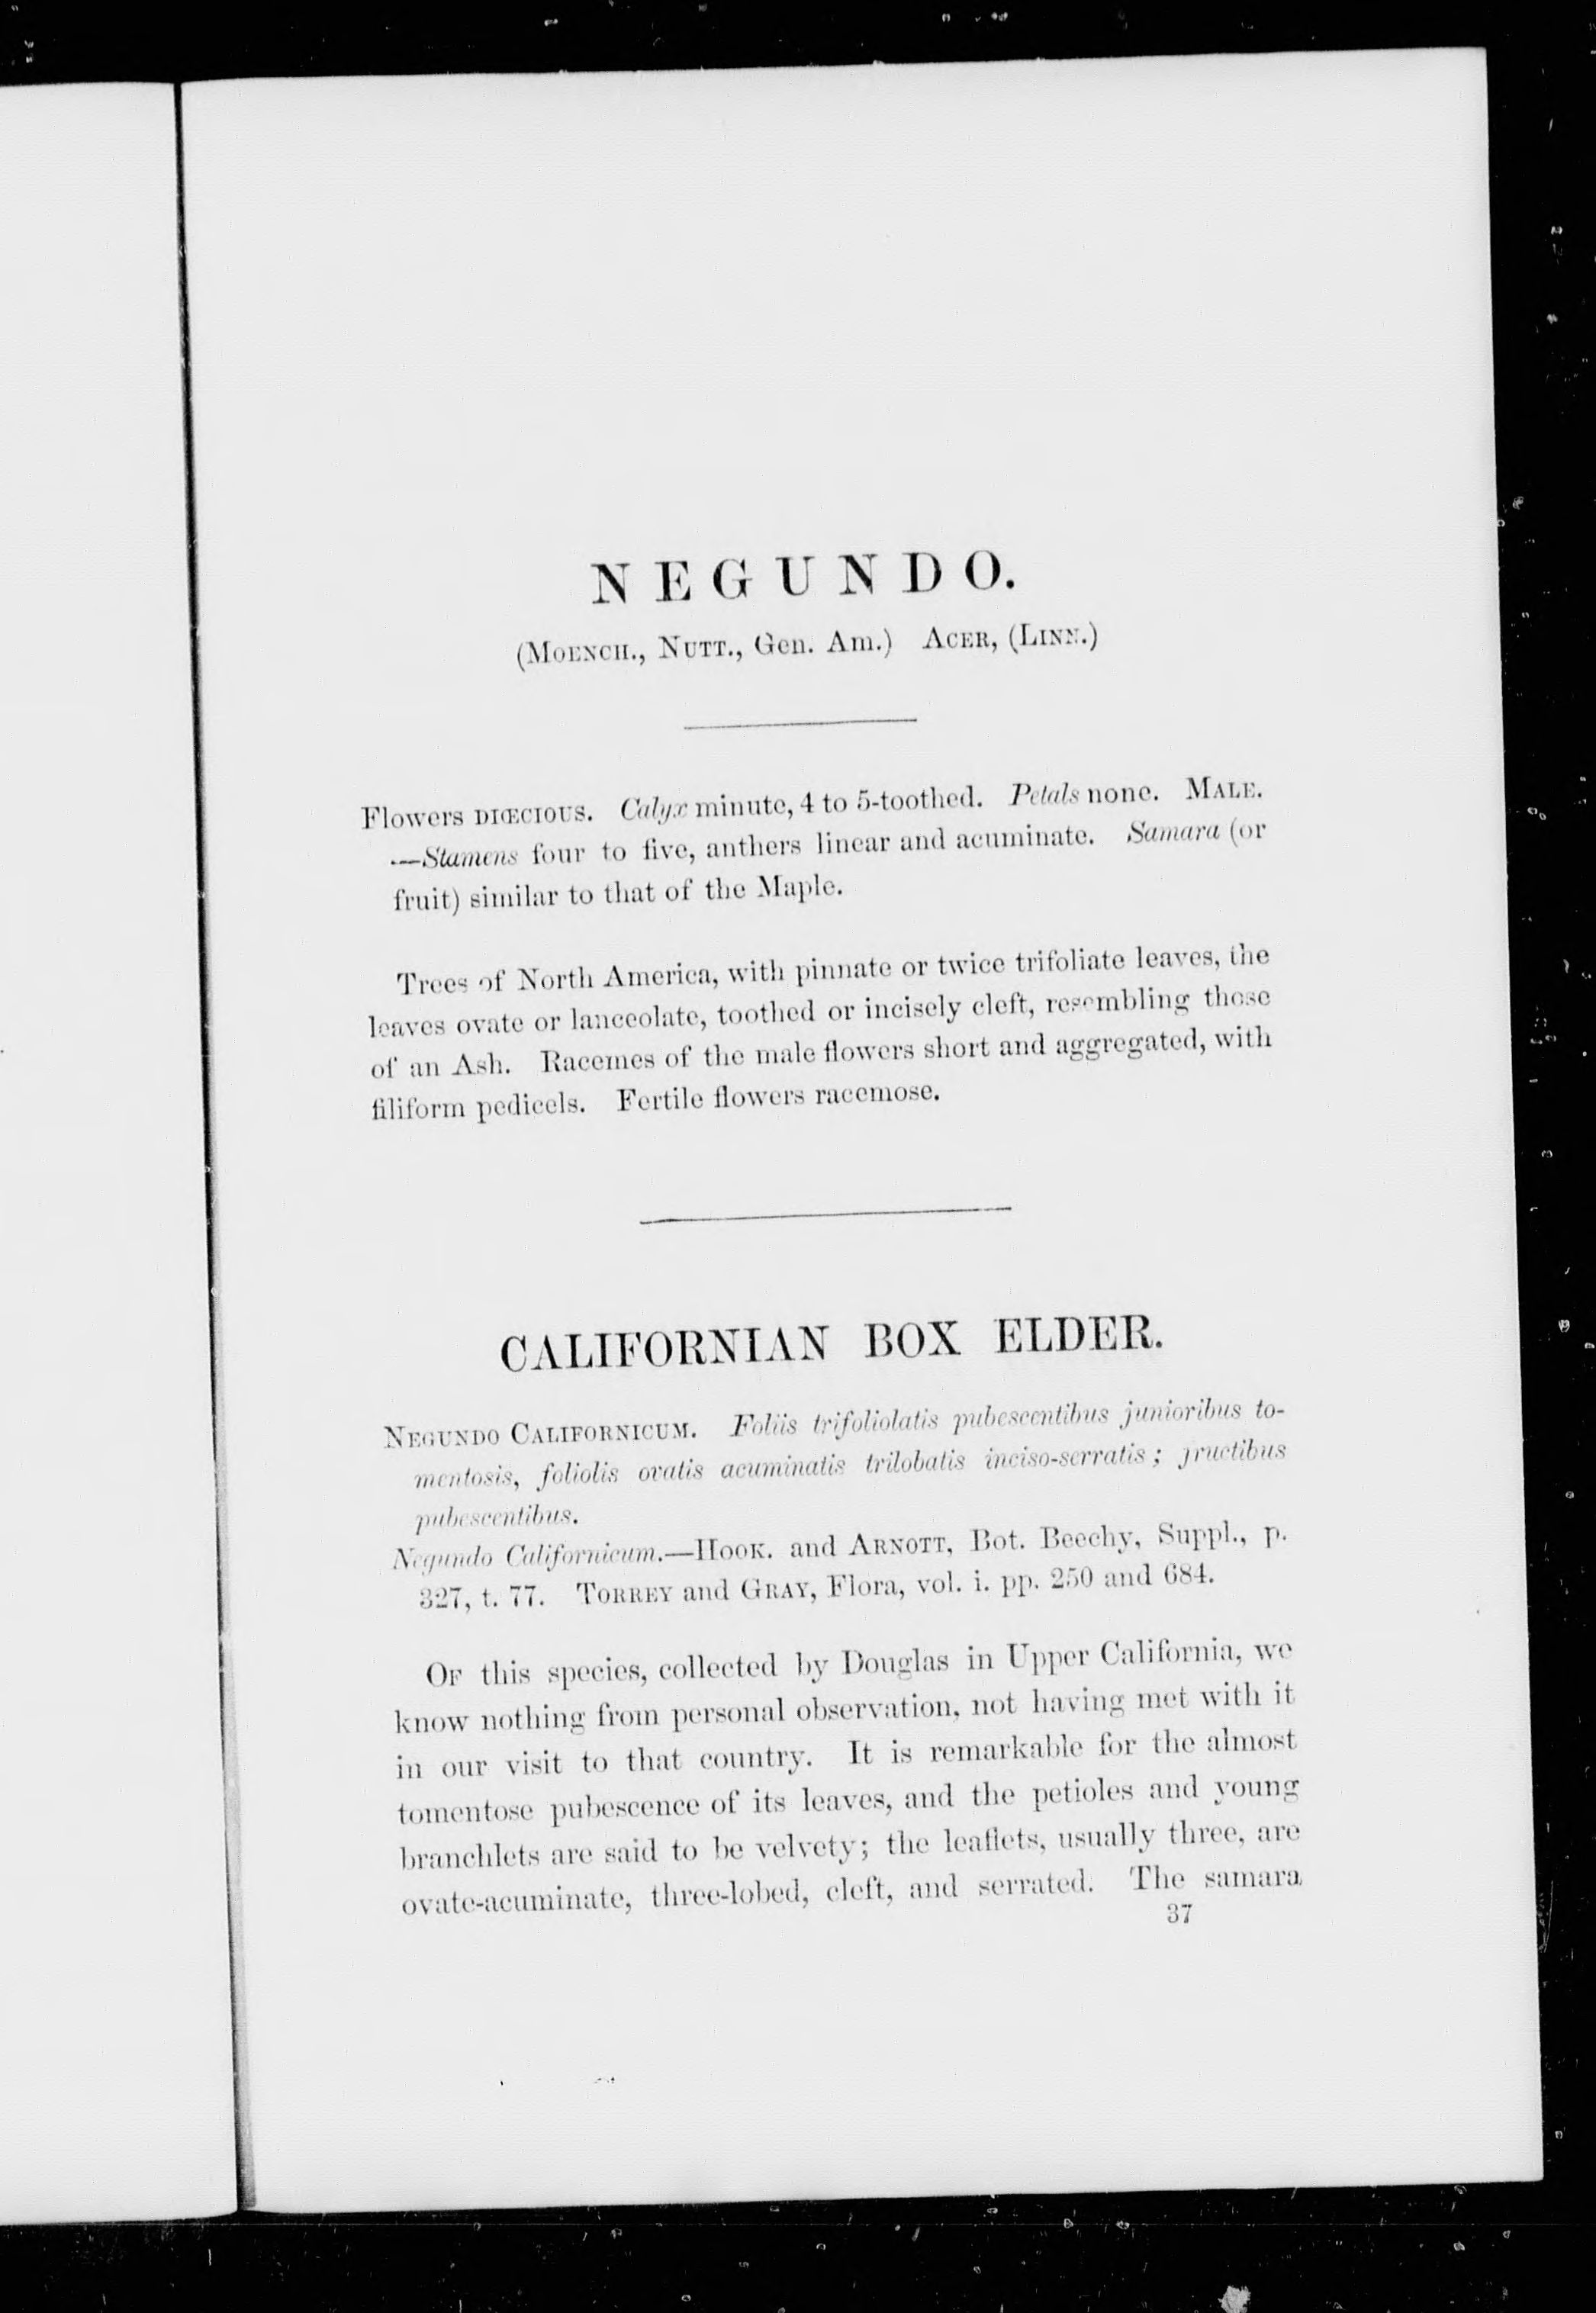 NEGUNDO.
(MOENCH., NUTT., Gen. Am.) ACER, (LINN.)
Flowers DIŒCIOUS. Calyx minute, 4 to 5-toothed. Petals none. MALE.
—Stamens four to five, anthers linear and acuminate. Samara (or
fruit) similar to that of the Maple.
Trees of North America, with pinnate or twice trifoliate leaves, the
leaves ovate or lanceolate, toothed or incisely cleft, resembling those
of an Ash. Racemes of the male flowers short and aggregated, with
filiform pedicels. Fertile flowers racemose.
CALIFORNIAN BOX ELDER.
NEGUNDO CALIFORNICUM. Foliis trifoliolatis pubescentibus junioribus to-
mentosis, foliolis ovatis acuminatis trilobatis inciso-serratis; fructibus
pubescentibus.
Negundo Californicum.—HOOK. and ARNOTT, Bot. Beechy, Suppl., p.
327, t. 77. TORREY and GRAY, Flora, vol. i. pp. 250 and 684.
OF this species, collected by Douglas in Upper California, we
know nothing from personal observation, not having met with it
in our visit to that country. It is remarkable for the almost
tomentose pubescence of its leaves, and the petioles and young
branchlets are said to be velvety; the leaflets, usually three, are
ovate-acuminate, three-lobed, cleft, and serrated. The samara
37